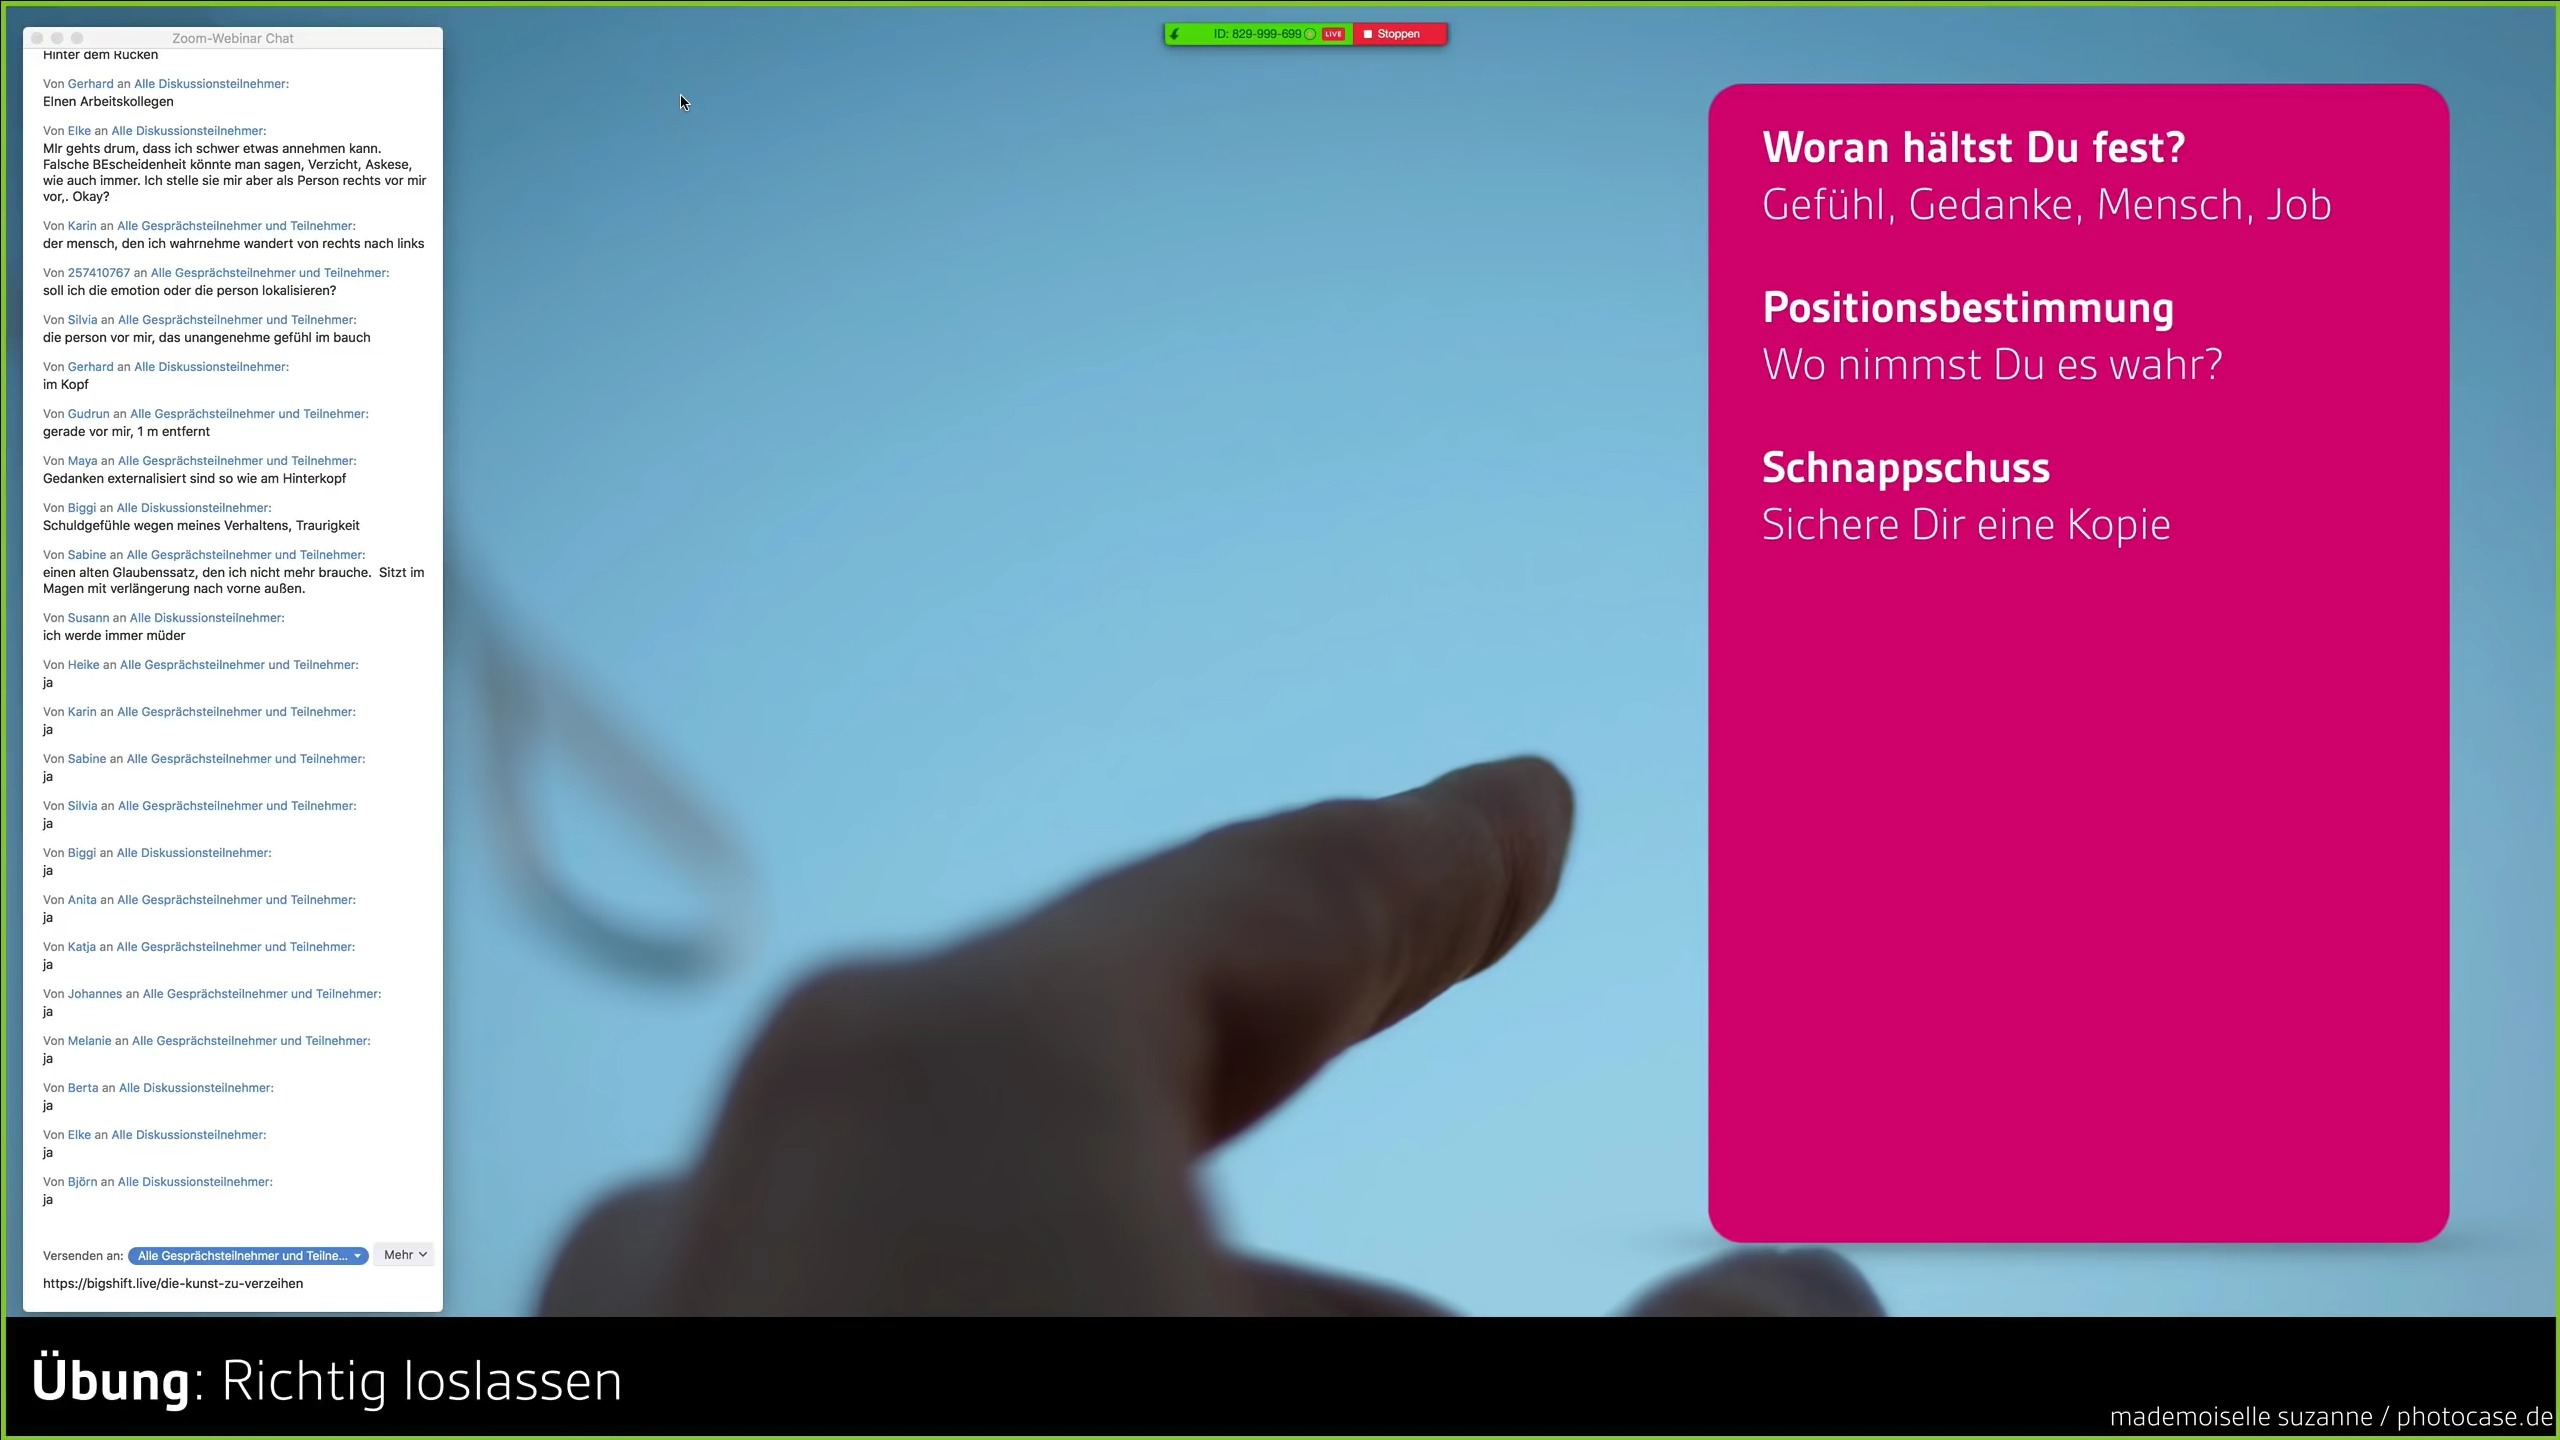 Zoom-Webinar Chat
Hinter dem Rücken
Von Gerhard an Alle Diskussionsteilnehmer:
EInen Arbeitskollegen
Von Elke an Alle Diskussionsteilnehmer:
MIr gehts drum, dass ich schwer etwas annehmen kann.
Falsche BEscheidenheit könnte man sagen, Verzicht, Askese,
wie auch immer. Ich stelle sie mir aber als Person rechts vor mir
vor,. Okay?
Von Karin an Alle Gesprächsteilnehmer und Teilnehmer:
der mensch, den ich wahrnehme wandert von rechts nach links
Von 257410767 an Alle Gesprächsteilnehmer und Teilnehmer:
soll ich die emotion oder die person lokalisieren?
Von Silvia an Alle Gesprächsteilnehmer und Teilnehmer:
die person vor mir, das unangenehme gefühl im bauch
Von Gerhard an Alle Diskussionsteilnehmer:
im Kopf
Von Gudrun an Alle Gesprächsteilnehmer und Teilnehmer:
gerade vor mir, 1 m entfernt
Von Maya an Alle Gesprächsteilnehmer und Teilnehmer:
Gedanken externalisiert sind so wie am Hinterkopf
Von Biggi an Alle Diskussionsteilnehmer:
Schuldgefühle wegen meines Verhaltens, Traurigkeit
Von Sabine an Alle Gesprächsteilnehmer und Teilnehmer:
einen alten Glaubenssatz, den ich nicht mehr brauche.  Sitzt im
Magen mit verlängerung nach vorne außen.
Von Susann an Alle Diskussionsteilnehmer:
ich werde immer müder
Von Heike an Alle Gesprächsteilnehmer und Teilnehmer:
ja
Von Karin an Alle Gesprächsteilnehmer und Teilnehmer:
ja
Von Sabine an Alle Gesprächsteilnehmer und Teilnehmer:
ja
Von Silvia an Alle Gesprächsteilnehmer und Teilnehmer:
ja
Von Biggi an Alle Diskussionsteilnehmer:
ja
Von Anita an Alle Gesprächsteilnehmer und Teilnehmer:
ja
Von Katja an Alle Gesprächsteilnehmer und Teilnehmer:
ja
Von Johannes an Alle Gesprächsteilnehmer und Teilnehmer:
ja
Von Melanie an Alle Gesprächsteilnehmer und Teilnehmer:
ja
Von Berta an Alle Diskussionsteilnehmer:
ja
Von Elke an Alle Diskussionsteilnehmer:
ja
Von Björn an Alle Diskussionsteilnehmer:
ja
Versenden an: Alle Gesprächsteilnehmer und Teilne... Mehr
https://bigshift.live/die-kunst-zu-verzeihen
ID: 829-999-699 LIVE Stoppen
Woran hältst Du fest?
Gefühl, Gedanke, Mensch, Job
Positionsbestimmung
Wo nimmst Du es wahr?
Schnappschuss
Sichere Dir eine Kopie
Übung: Richtig loslassen
mademoiselle suzanne / photocase.de